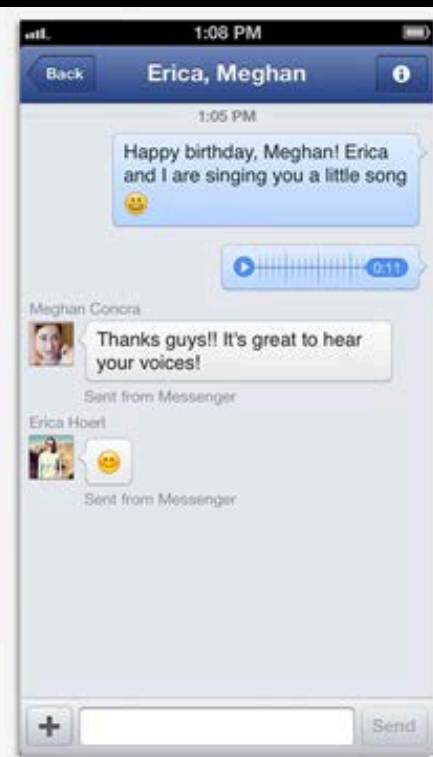 1:08 PM
Back
Erica, Meghan
1:05 PM
Happy birthday, Meghan! Erica
and I are singing you a little song
0:11
Meghan Conora
Thanks guys!! It's great to hear
your voices!
Sent from Messenger
Erica Hoerl
Sent from Messenger
Send